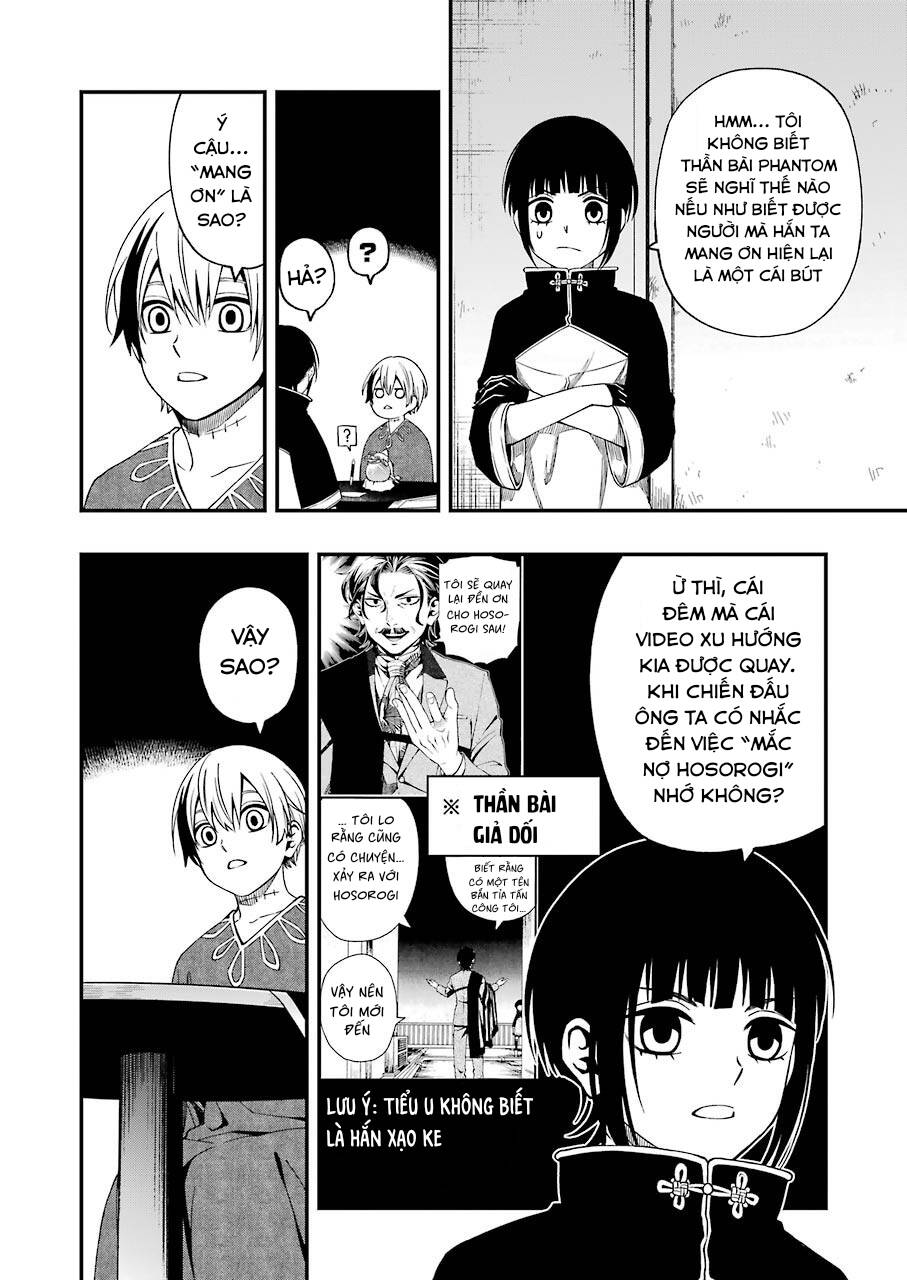 HMM... TÔI
KHÔNG BIẾT
THẦN BÀI PHANTOM
SẼ NGHĨ THẾ NÀO
NẾU NHƯ BIẾT ĐƯỢC
NGƯỜI MÀ HẮN TA
MANG ƠN HIỆN LẠI
LÀ MỘT CÁI BÚT
?
HẢ?
?
Ý
CẬU...
“MANG
ƠN” LÀ
SAO?
Ừ THÌ, CÁI
ĐÊM MÀ CÁI
VIDEO XU HƯỚNG
KIA ĐƯỢC QUAY.
KHI CHIẾN ĐẤU
ÔNG TA CÓ NHẮC
ĐẾN VIỆC “MẮC
NỢ HOSOROGI”
NHỚ KHÔNG?
TÔI SẼ QUAY
LẠI ĐỀN ƠN
CHO HOSO-
ROGI SAU!
※ THẦN BÀI
GIẢ DỐI
BIẾT RẰNG
CÓ MỘT TÊN
BẮN TỈA TẤN
CÔNG TÔI...
... TÔI LO
RẰNG CŨNG
CÓ CHUYỆN...
XẢY RA VỚI
HOSOROGI
VẬY NÊN
TÔI MỚI
ĐẾN
LƯU Ý: TIỂU U KHÔNG BIẾT
LÀ HẮN XẠO KE
VẬY
SAO?